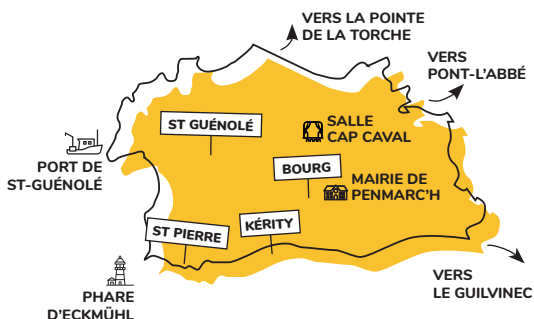 VERS LA POINTE
DE LA TORCHE
VERS
PONT-L'ABBÉ
ST GUÉNOLÉ
SALLE
CAP CAVAL
PORT DE
ST-GUÉNOLÉ
BOURG
MAIRIE DE
PENMARC'H
ST PIERRE
KÉRITY
PHARE
D'ECKMÜHL
VERS
LE GUILVINEC